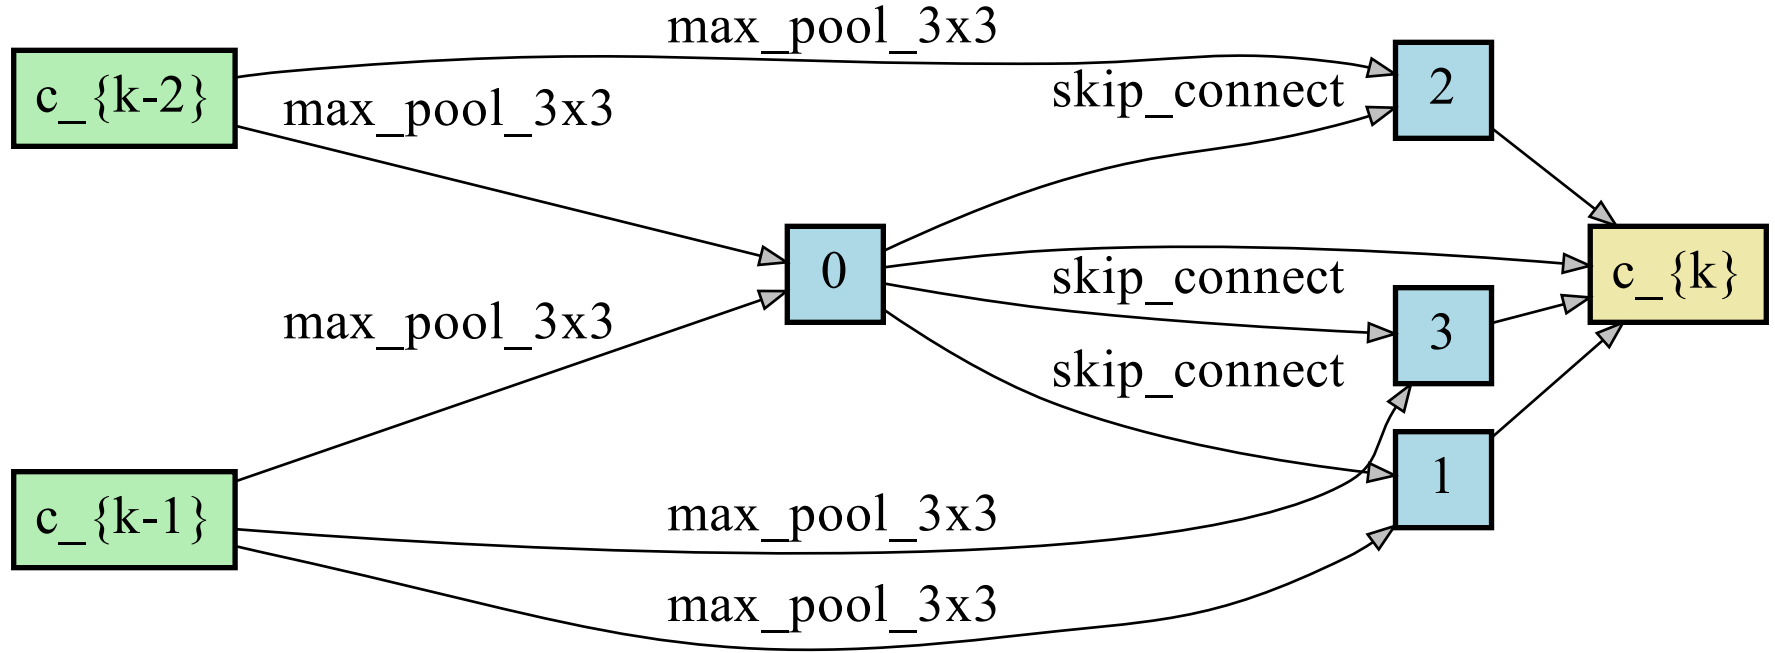 max_pool_3x3
c_{k-2}
max_pool_3x3
skip_connect
2
0
skip_connect
c_{k}
max_pool_3x3
3
skip_connect
1
c_{k-1}
max_pool_3x3
max_pool_3x3